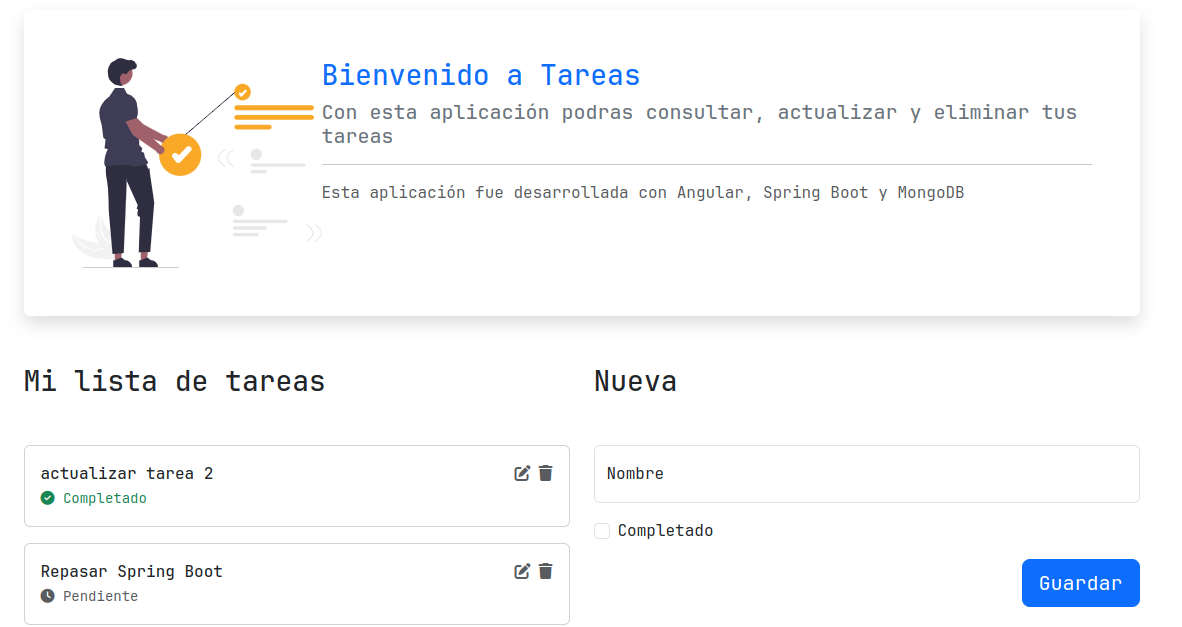 Bienvenido a Tareas
Con esta aplicación podras consultar, actualizar y eliminar tus
tareas
Esta aplicación fue desarrollada con Angular, Spring Boot y MongoDB
Mi lista de tareas
actualizar tarea 2
Completado
Repasar Spring Boot
Pendiente
Nueva
Nombre
Completado
Guardar